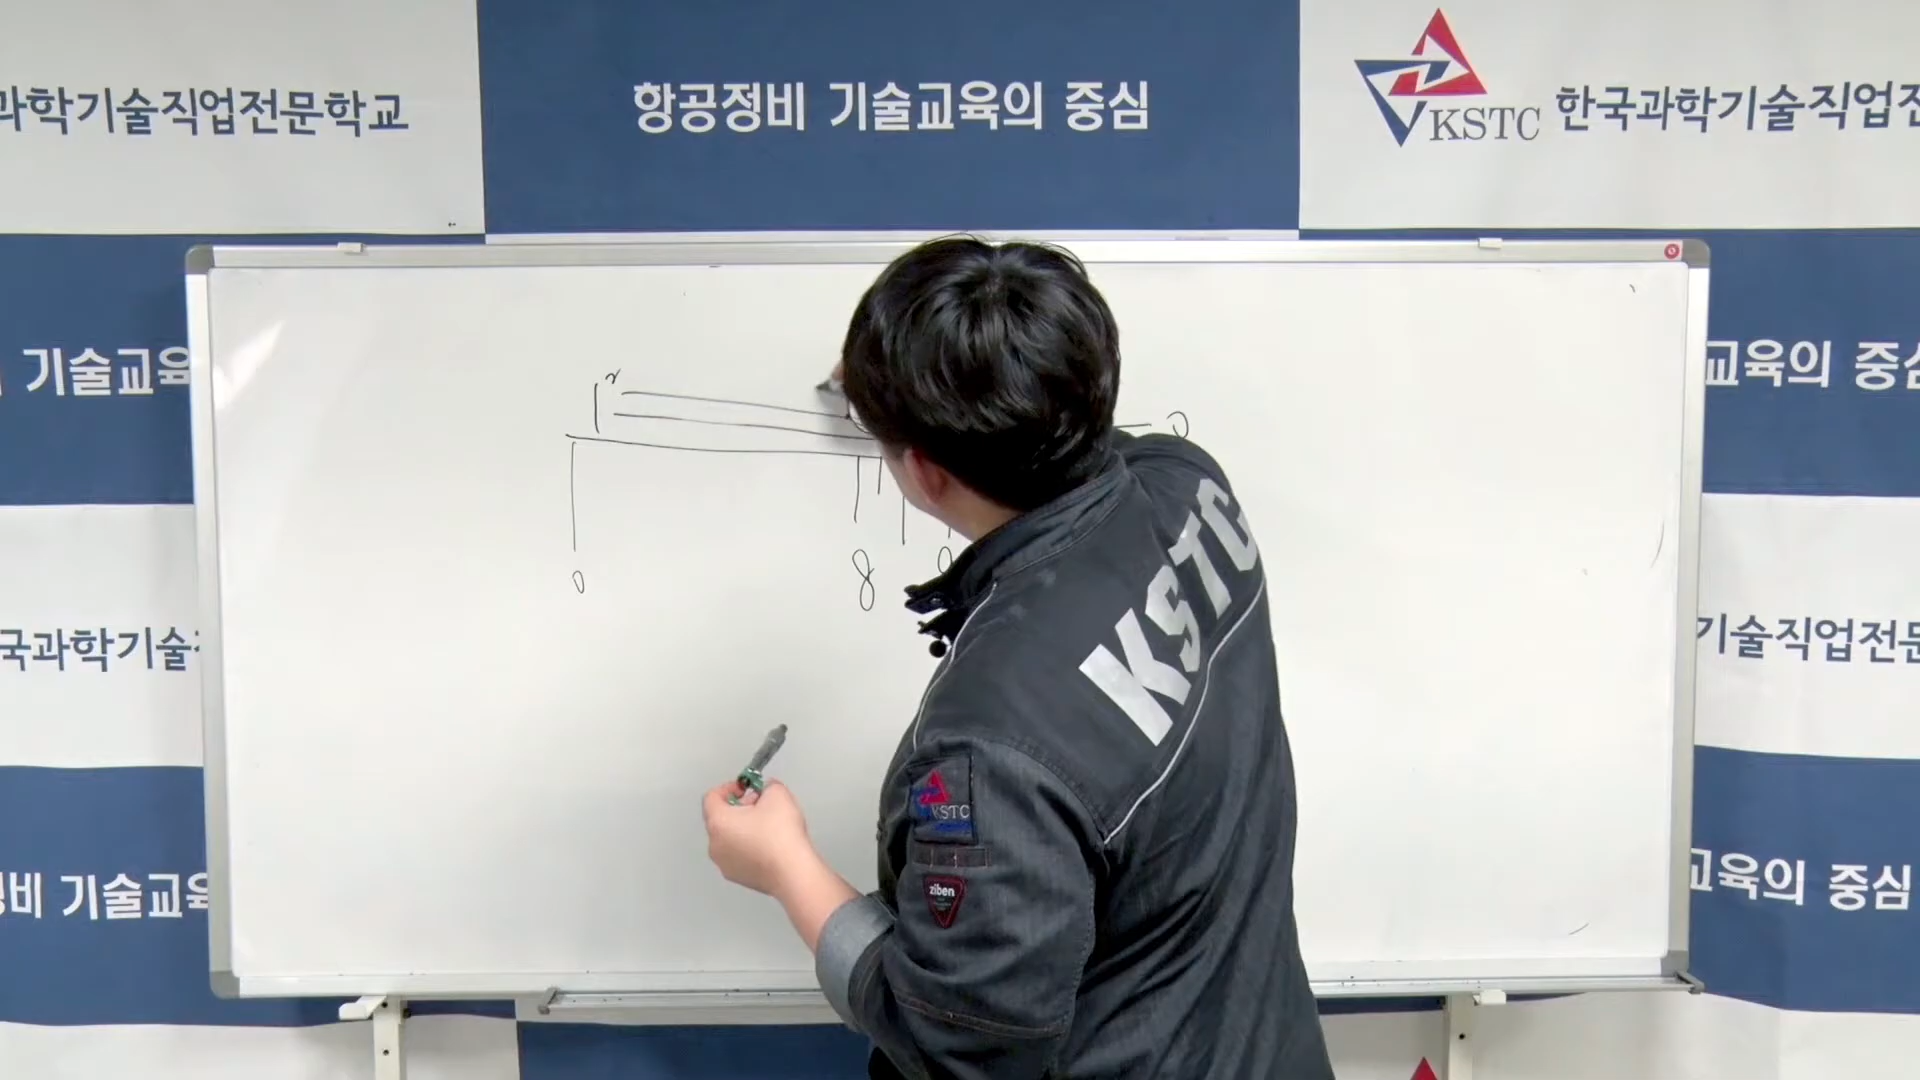 과학기술직업전문학교
항공정비 기술교육의 중심
KSTC 한국과학기술직업전
기술교육
교육의 중심
0
0
8
국과학기술
기술직업전문
KSTC
KSTC
ziben
비 기술교육
교육의 중심